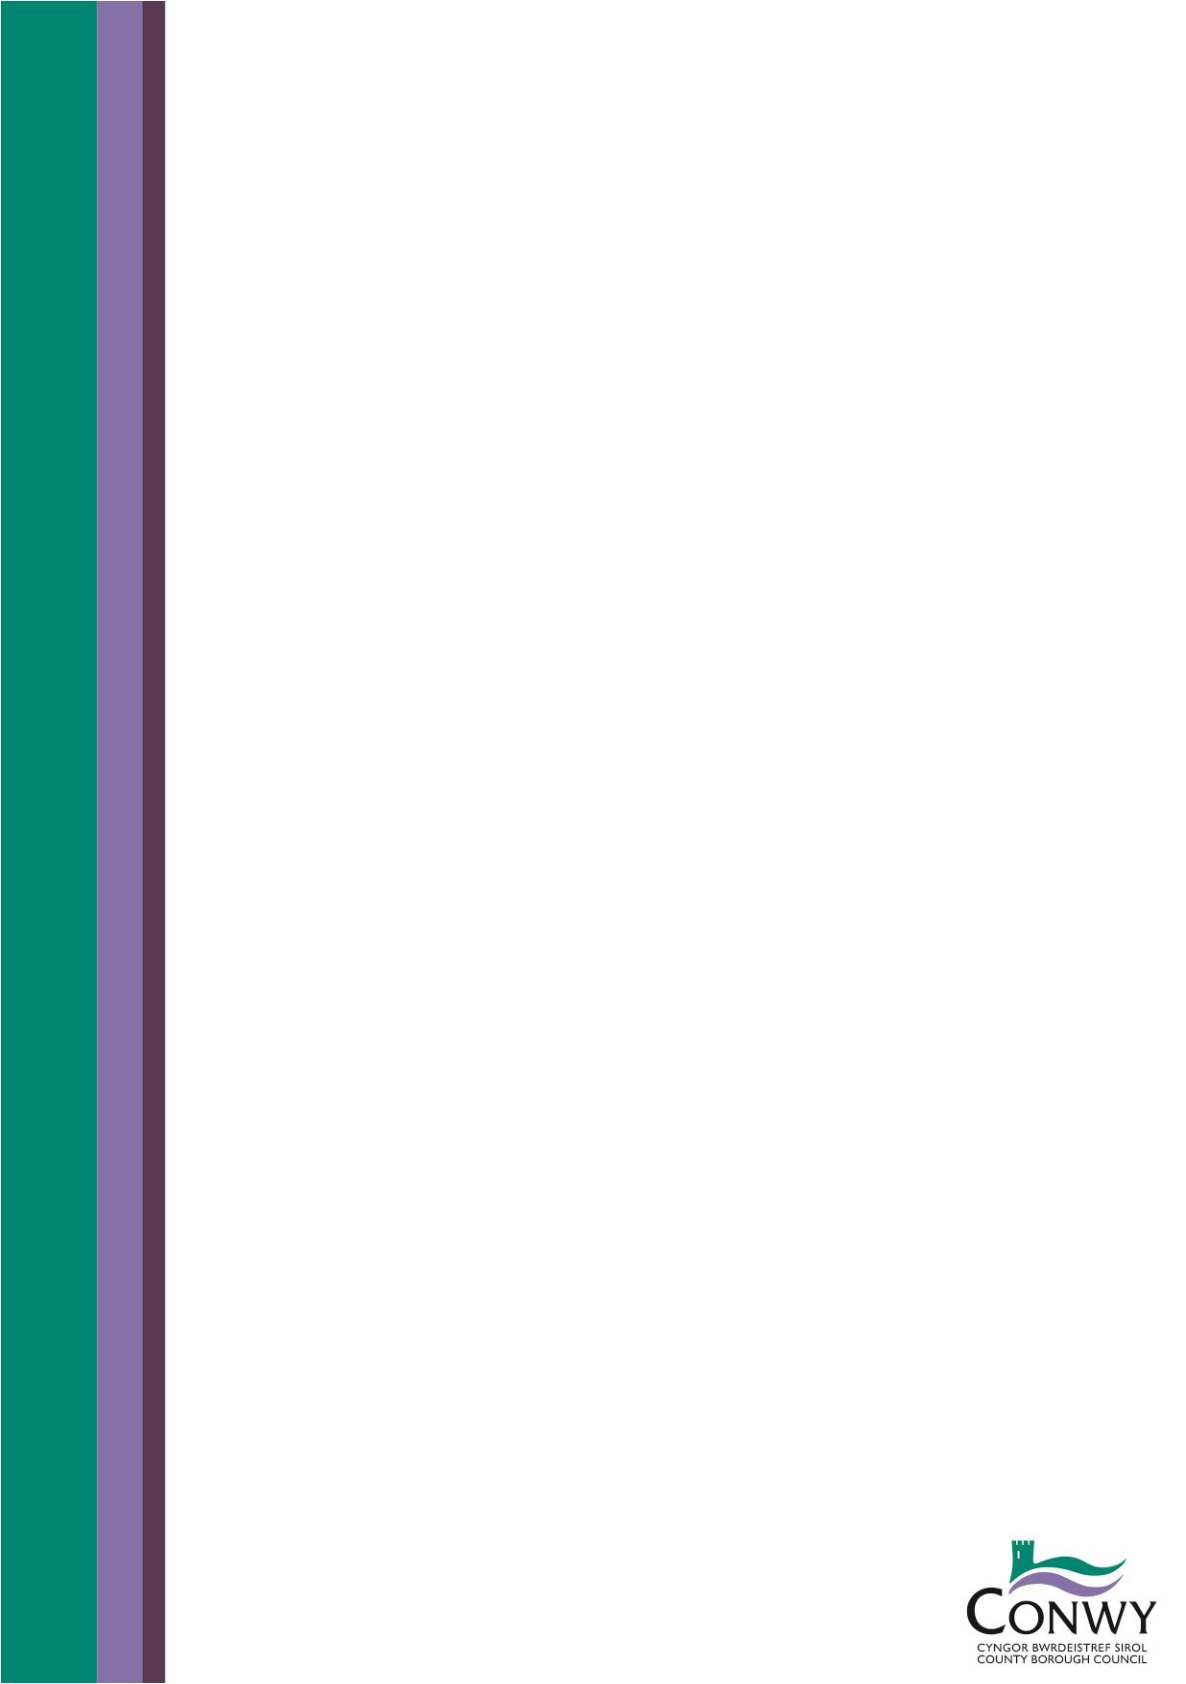 CONWY
CYNGOR BWRDEISTREF SIROL
COUNTY BOROUGH COUNCIL